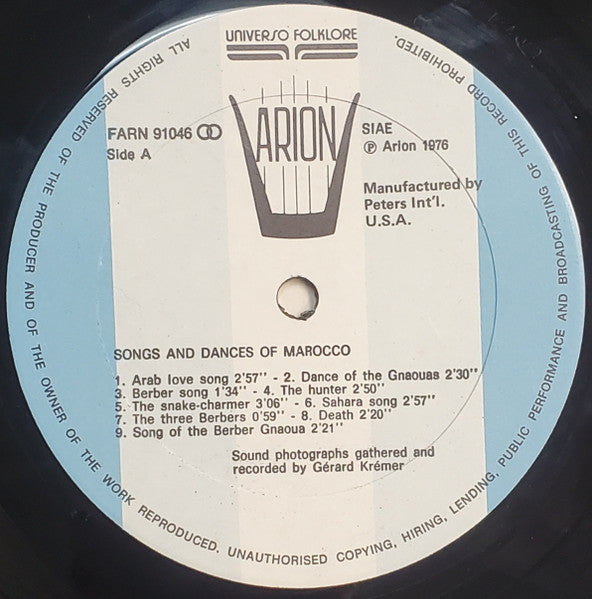 UNIVERSO FOLKLORE
ARION
FARN 91046
Side A
SIAE
℗ Arion 1976
Manufactured by
Peters Int'l.
U.S.A.
SONGS AND DANCES OF MAROCCO
1. Arab love song 2'57'' - 2. Dance of the Gnaouas 2'30''
3. Berber song 1'34'' - 4. The hunter 2'50''
5. The snake-charmer 3'06'' - 6. Sahara song 2'57''
7. The three Berbers 0'59'' - 8. Death 2'20''
9. Song of the Berber Gnaoua 2'21''
Sound photographs gathered and
recorded by Gérard Krémer
ALL RIGHTS RESERVED OF THE PRODUCER AND OF THE OWNER OF THE WORK REPRODUCED. UNAUTHORISED COPYING, HIRING, LENDING, PUBLIC PERFORMANCE AND BROADCASTING OF THIS RECORD PROHIBITED.